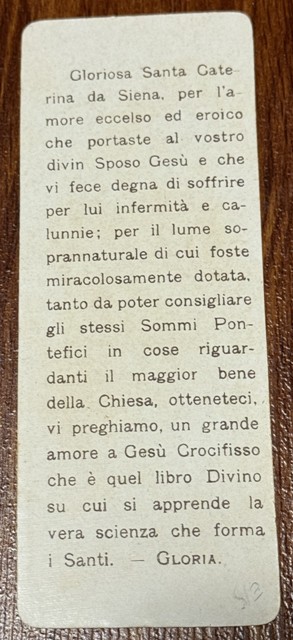 Gloriosa Santa Cate-
rina da Siena, per l'a-
more eccelso ed eroico
che portaste al vostro
divin Sposo Gesù e che
vi fece degna di soffrire
per lui infermità e ca-
lunnie; per il lume so-
prannaturale di cui foste
miracolosamente dotata,
tanto da poter consigliare
gli stessi Sommi Pon-
tefici in cose riguar-
danti il maggior bene
della Chiesa, otteneteci,
vi preghiamo, un grande
amore a Gesù Crocifisso
che è quel libro Divino
su cui si apprende la
vera scienza che forma
i Santi. — GLORIA.